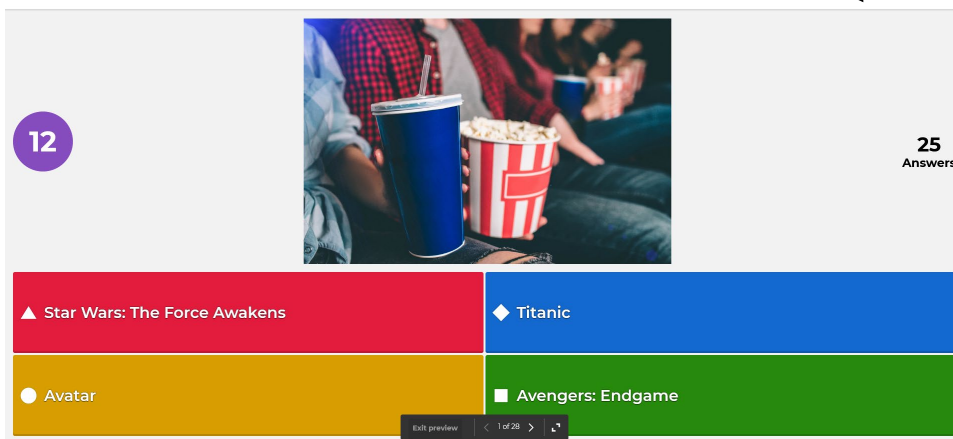 12
25
Answers
Star Wars: The Force Awakens
Titanic
Avatar
Avengers: Endgame
Exit preview
1 of 28